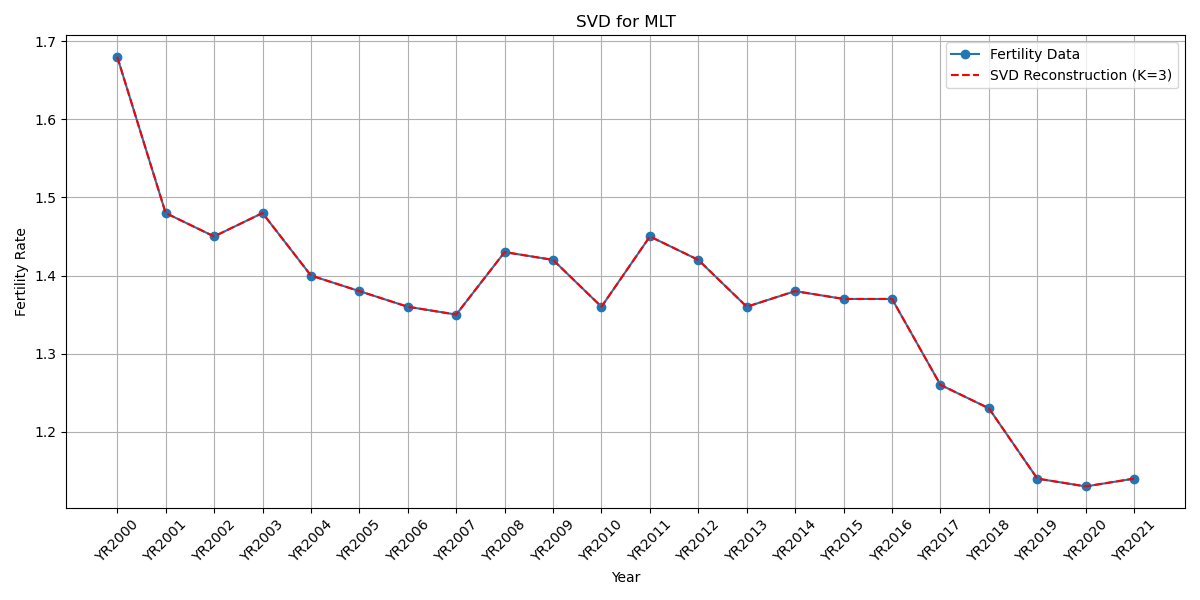 SVD for MLT
Fertility Data
SVD Reconstruction (K=3)
Fertility Rate
1.7
1.6
1.5
1.4
1.3
1.2
YR2000
YR2001
YR2002
YR2003
YR2004
YR2005
YR2006
YR2007
YR2008
YR2009
YR2010
YR2011
YR2012
YR2013
YR2014
YR2015
YR2016
YR2017
YR2018
YR2019
YR2020
YR2021
Year